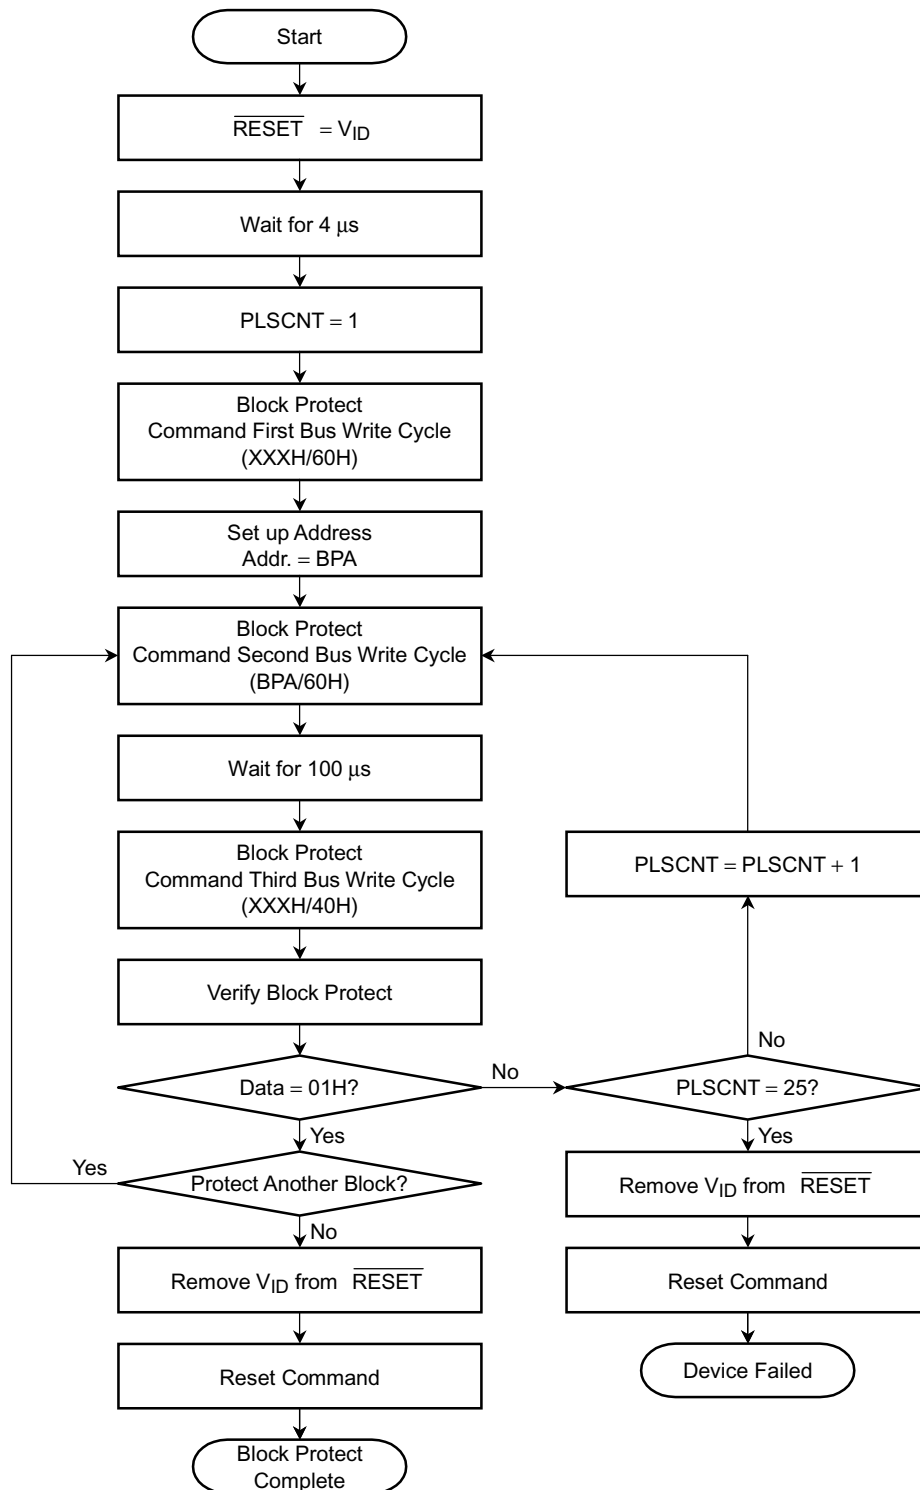 Start
RESET = VID
Wait for 4 μs
PLSCNT = 1
Block Protect
Command First Bus Write Cycle
(XXXH/60H)
Set up Address
Addr. = BPA
Block Protect
Command Second Bus Write Cycle
(BPA/60H)
Wait for 100 μs
Block Protect
Command Third Bus Write Cycle
(XXXH/40H)
PLSCNT = PLSCNT + 1
Verify Block Protect
Data = 01H?
No
PLSCNT = 25?
No
Yes
Yes
Protect Another Block?
Yes
No
Remove VID from RESET
Remove VID from RESET
Reset Command
Reset Command
Device Failed
Block Protect
Complete